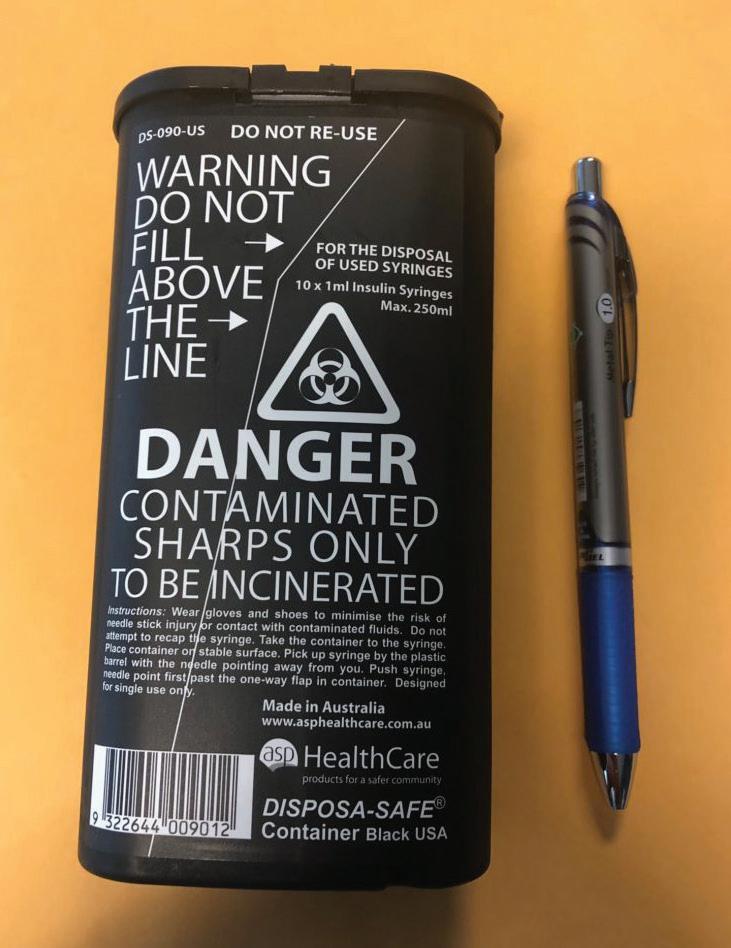 DS-090-US DO NOT RE-USE
WARNING
DO NOT
FILL
ABOVE
THE
LINE
FOR THE DISPOSAL
OF USED SYRINGES
10 x 1ml Insulin Syringes
Max. 250ml
DANGER
CONTAMINATED
SHARPS ONLY
TO BE INCINERATED
Instructions: Wear gloves and shoes to minimise the risk of
needle stick injury or contact with contaminated fluids. Do not
attempt to recap the syringe. Take the container to the syringe.
Place container on stable surface. Pick up syringe by the plastic
barrel with the needle pointing away from you. Push syringe,
needle point first past the one-way flap in container. Designed
for single use only.
Made in Australia
www.asphealthcare.com.au
asp HealthCare
products for a safer community
DISPOSA-SAFE®
Container Black USA
9 322644 009012
Metal Tip 1.0